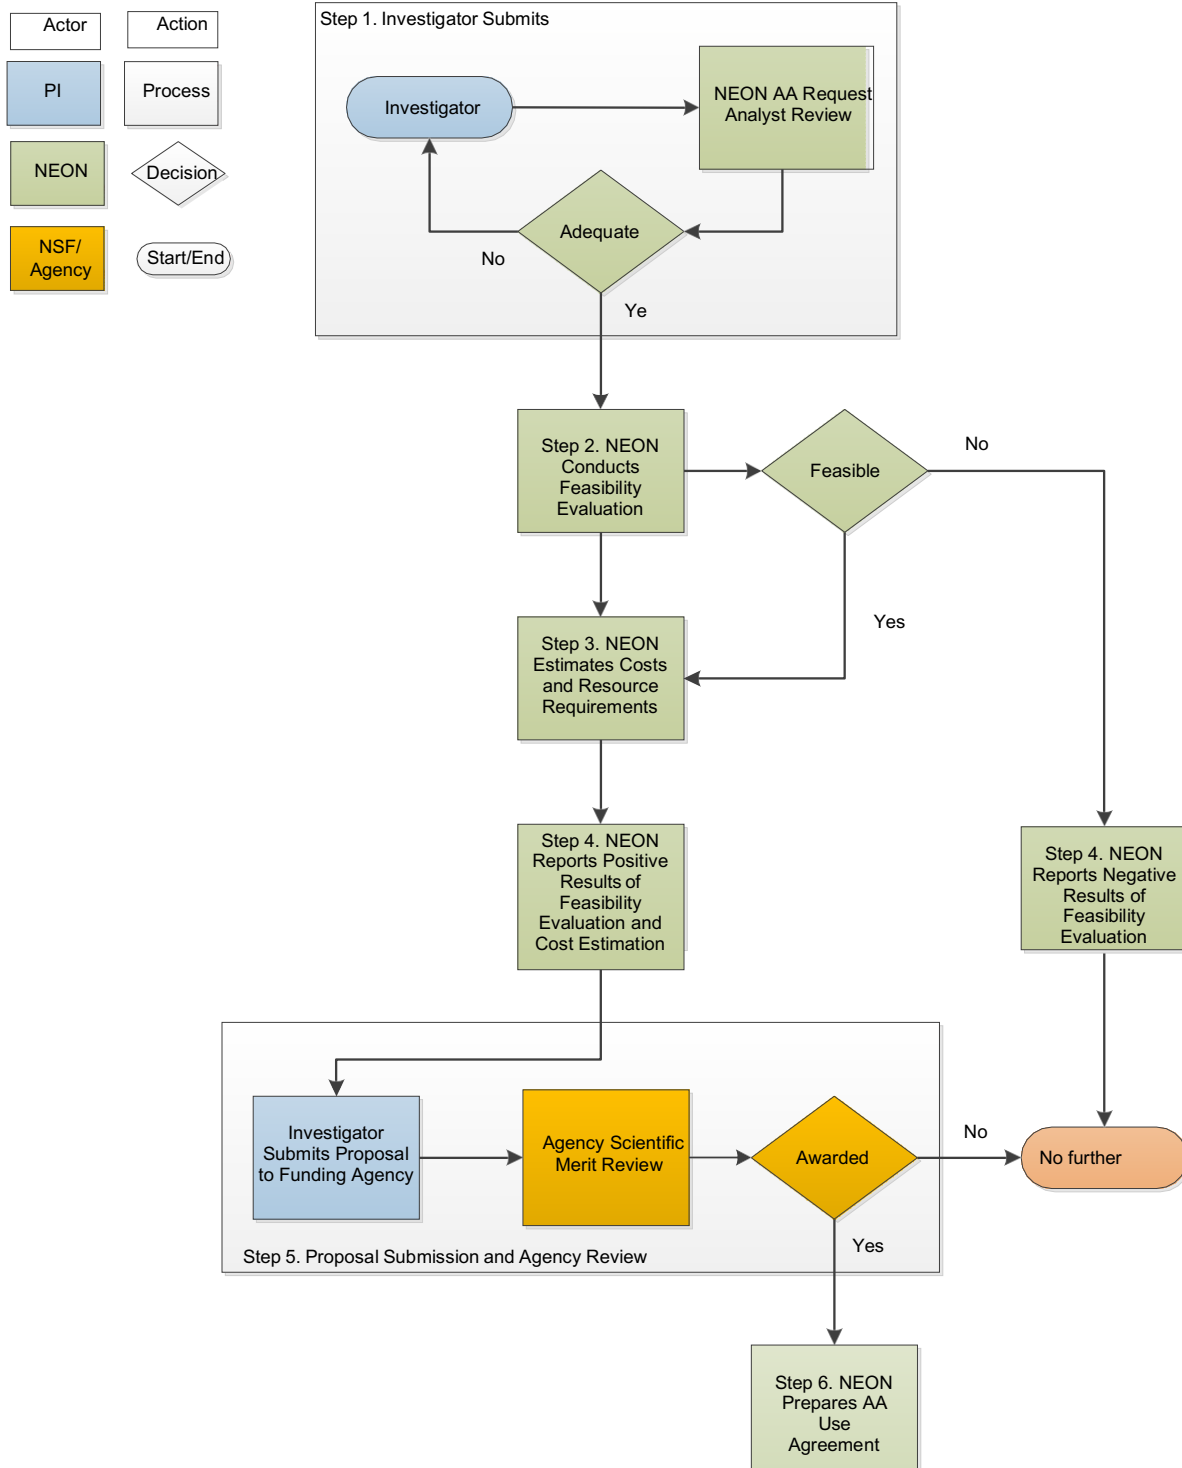 Actor
Action
PI
Process
NEON
Decision
NSF/
Agency
Start/End
Step 1. Investigator Submits
Investigator
NEON AA Request
Analyst Review
Adequate
No
Ye
Step 2. NEON
Conducts
Feasibility
Evaluation
Feasible
No
Yes
Step 3. NEON
Estimates Costs
and Resource
Requirements
Step 4. NEON
Reports Positive
Results of
Feasibility
Evaluation and
Cost Estimation
Step 4. NEON
Reports Negative
Results of
Feasibility
Evaluation
Investigator
Submits Proposal
to Funding Agency
Agency Scientific
Merit Review
Awarded
No
No further
Yes
Step 5. Proposal Submission and Agency Review
Step 6. NEON
Prepares AA
Use
Agreement